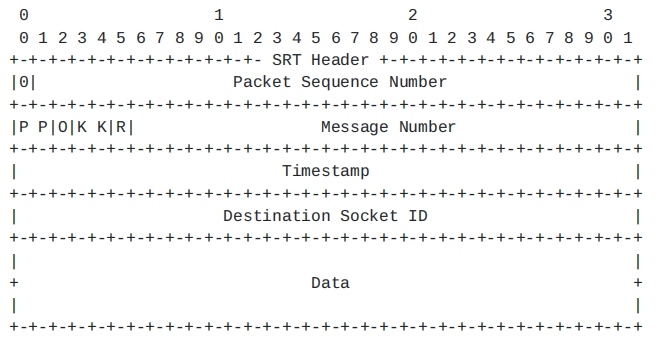 0                   1                   2                   3
 0 1 2 3 4 5 6 7 8 9 0 1 2 3 4 5 6 7 8 9 0 1 2 3 4 5 6 7 8 9 0 1
+-+-+-+-+-+-+-+-+-+-+-+-+- SRT Header +-+-+-+-+-+-+-+-+-+-+-+-+-+
|0|                    Packet Sequence Number                   |
+-+-+-+-+-+-+-+-+-+-+-+-+-+-+-+-+-+-+-+-+-+-+-+-+-+-+-+-+-+-+-+-+
|P P|O|K K|R|                   Message Number                  |
+-+-+-+-+-+-+-+-+-+-+-+-+-+-+-+-+-+-+-+-+-+-+-+-+-+-+-+-+-+-+-+-+
|                           Timestamp                           |
+-+-+-+-+-+-+-+-+-+-+-+-+-+-+-+-+-+-+-+-+-+-+-+-+-+-+-+-+-+-+-+-+
|                     Destination Socket ID                     |
+-+-+-+-+-+-+-+-+-+-+-+-+-+-+-+-+-+-+-+-+-+-+-+-+-+-+-+-+-+-+-+-+
|                                                               |
+                              Data                             +
|                                                               |
+-+-+-+-+-+-+-+-+-+-+-+-+-+-+-+-+-+-+-+-+-+-+-+-+-+-+-+-+-+-+-+-+